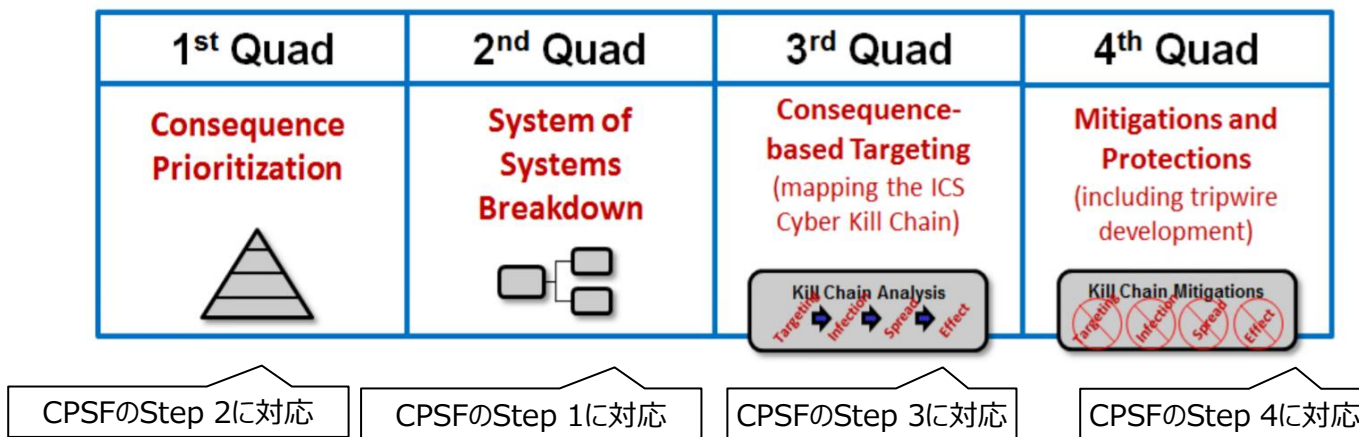 1st Quad
2nd Quad
3rd Quad
4th Quad
Consequence
Prioritization
System of
Systems
Breakdown
Consequence-
based Targeting
(mapping the ICS
Cyber Kill Chain)
Mitigations and
Protections
(including tripwire
development)
Kill Chain Analysis
Targeting
Infection
Spread
Effect
Kill Chain Mitigations
Targeting
Infection
Spread
Effect
CPSFのStep 2に対応
CPSFのStep 1に対応
CPSFのStep 3に対応
CPSFのStep 4に対応